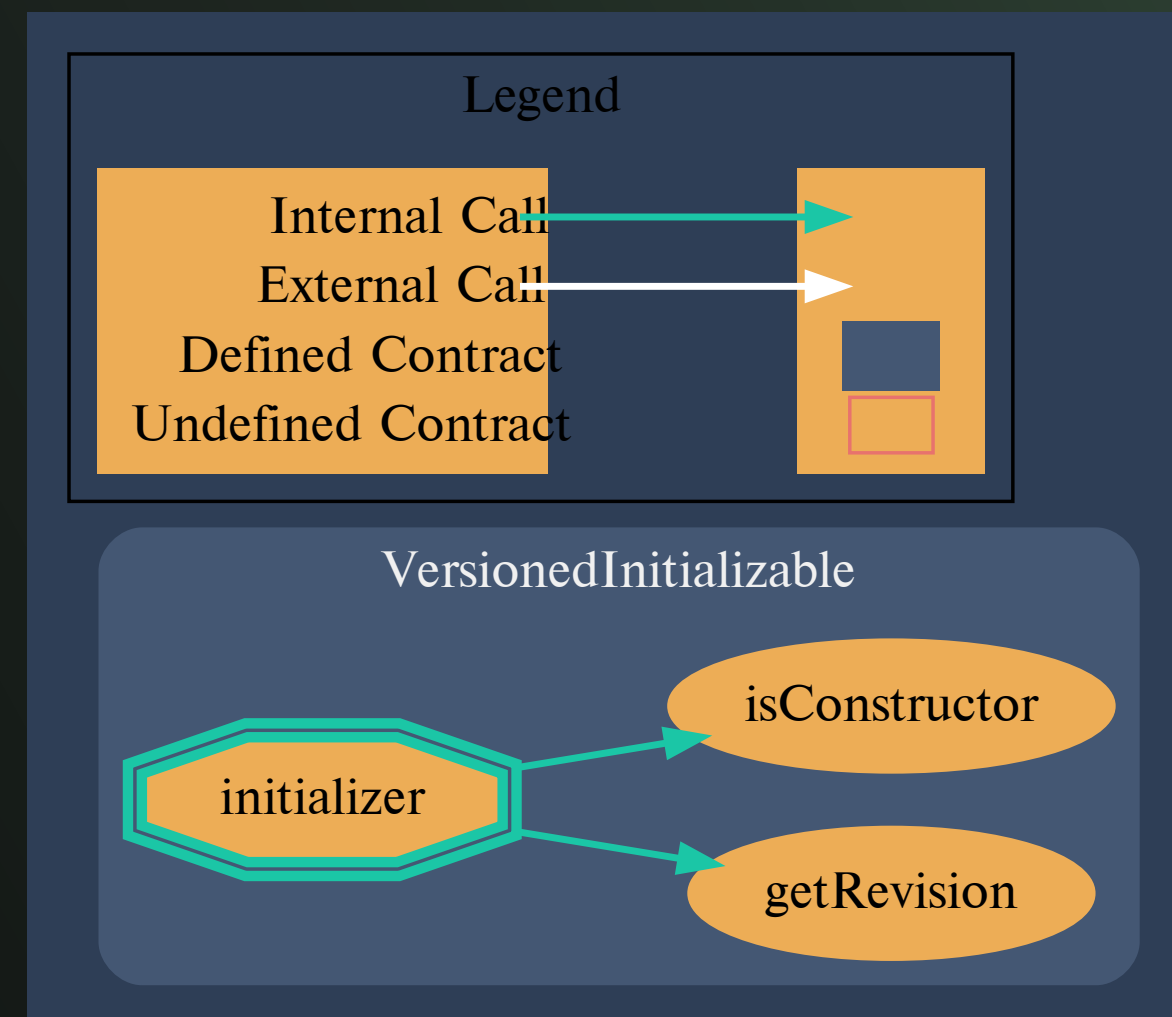 Legend
Internal Call
External Call
Defined Contract
Undefined Contract
VersionedInitializable
isConstructor
initializer
getRevision